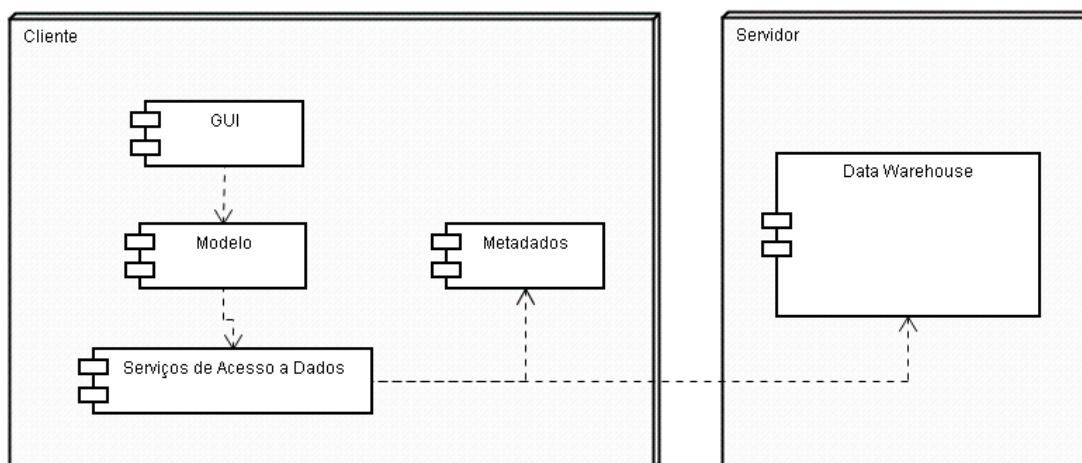 Cliente
GUI
Modelo
Metadados
Serviços de Acesso a Dados
Servidor
Data Warehouse